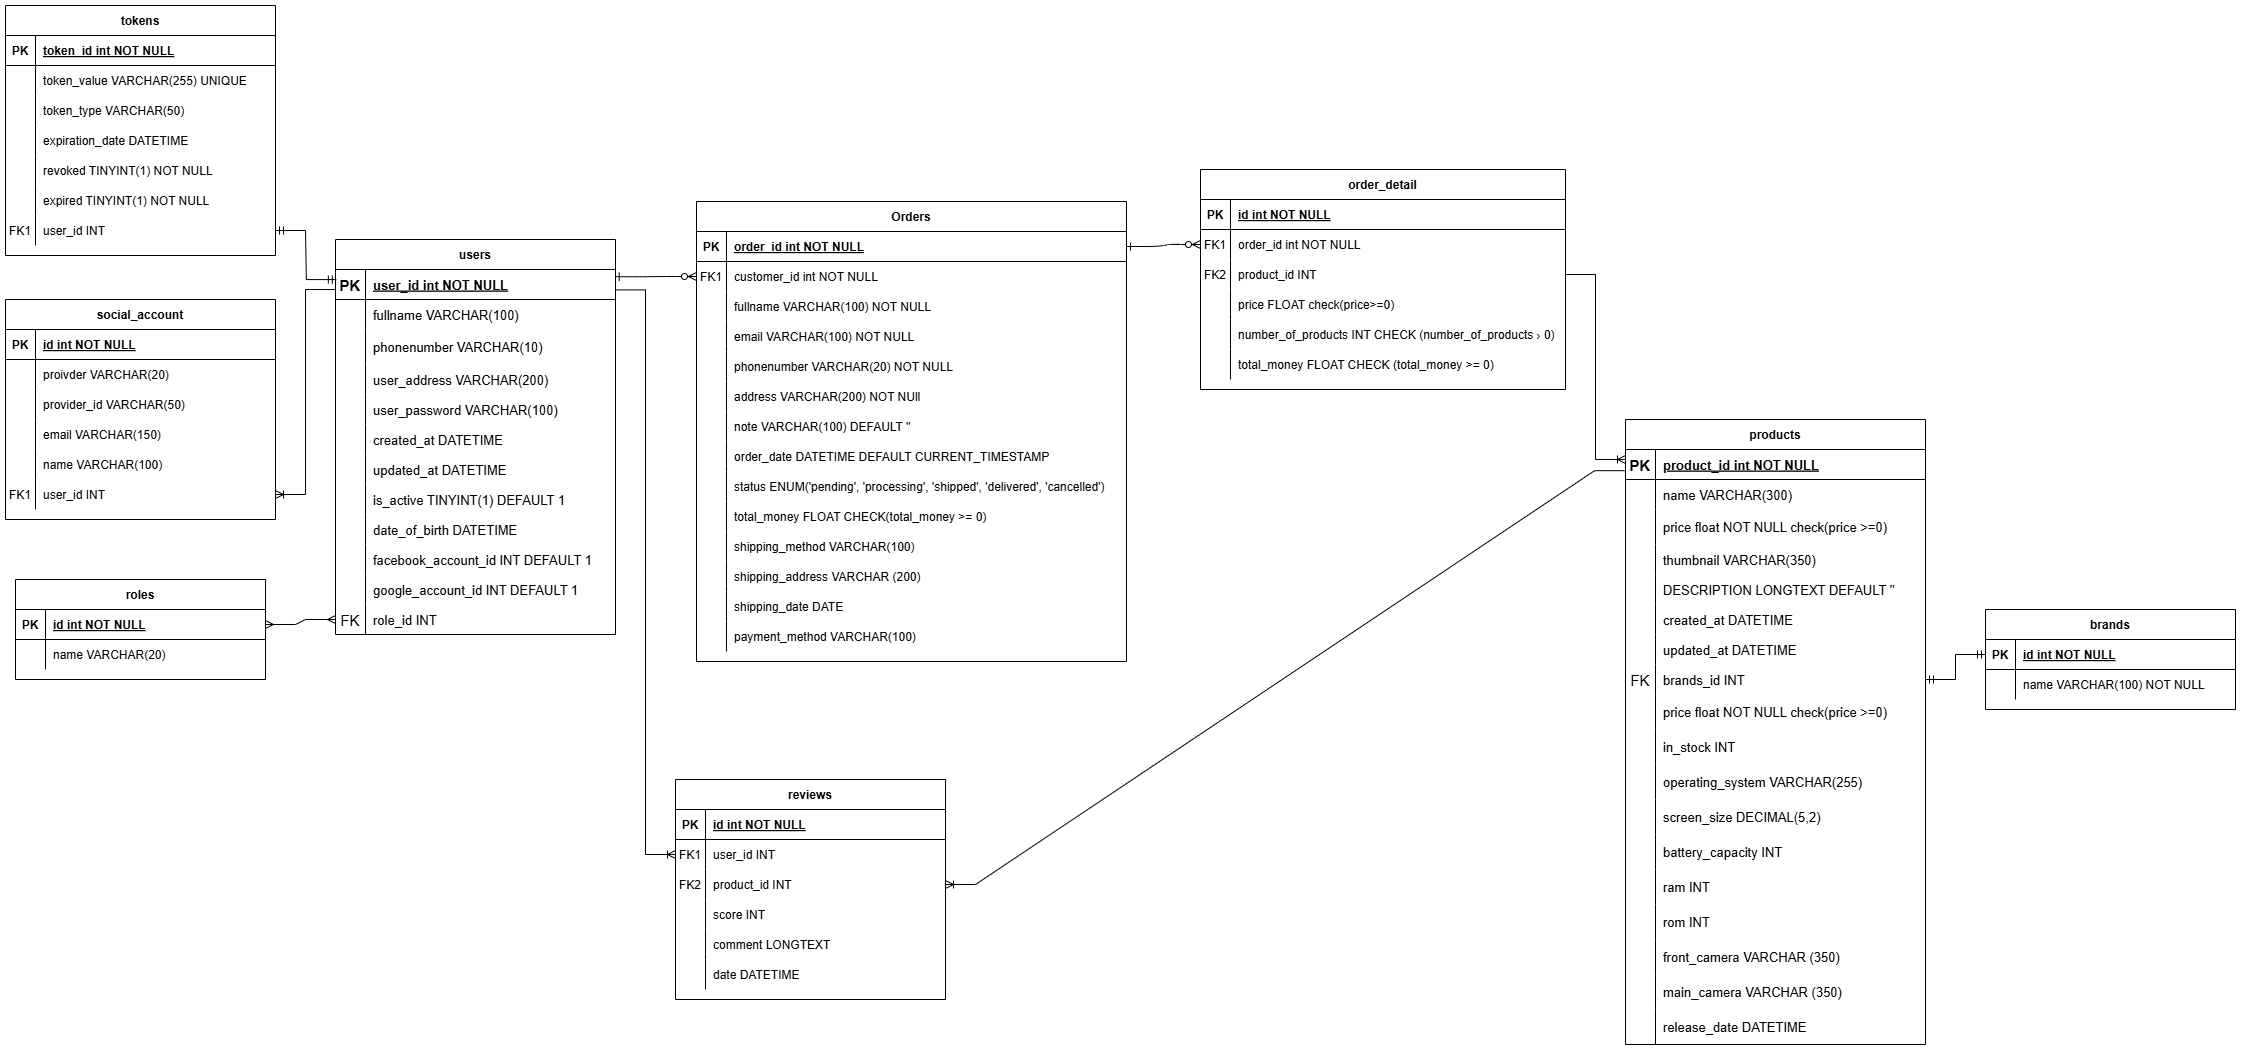 tokens
PK token_id int NOT NULL
token_value VARCHAR(255) UNIQUE
token_type VARCHAR(50)
expiration_date DATETIME
revoked TINYINT(1) NOT NULL
expired TINYINT(1) NOT NULL
FK1 user_id INT
social_account
PK id int NOT NULL
proivder VARCHAR(20)
provider_id VARCHAR(50)
email VARCHAR(150)
name VARCHAR(100)
FK1 user_id INT
roles
PK id int NOT NULL
name VARCHAR(20)
users
PK user_id int NOT NULL
fullname VARCHAR(100)
phonenumber VARCHAR(10)
user_address VARCHAR(200)
user_password VARCHAR(100)
created_at DATETIME
updated_at DATETIME
is_active TINYINT(1) DEFAULT 1
date_of_birth DATETIME
facebook_account_id INT DEFAULT 1
google_account_id INT DEFAULT 1
FK role_id INT
Orders
PK order_id int NOT NULL
FK1 customer_id int NOT NULL
fullname VARCHAR(100) NOT NULL
email VARCHAR(100) NOT NULL
phonenumber VARCHAR(20) NOT NULL
address VARCHAR(200) NOT NUll
note VARCHAR(100) DEFAULT ''
order_date DATETIME DEFAULT CURRENT_TIMESTAMP
status ENUM('pending', 'processing', 'shipped', 'delivered', 'cancelled')
total_money FLOAT CHECK(total_money >= 0)
shipping_method VARCHAR(100)
shipping_address VARCHAR (200)
shipping_date DATE
payment_method VARCHAR(100)
order_detail
PK id int NOT NULL
FK1 order_id int NOT NULL
FK2 product_id INT
price FLOAT check(price>=0)
number_of_products INT CHECK (number_of_products › 0)
total_money FLOAT CHECK (total_money >= 0)
reviews
PK id int NOT NULL
FK1 user_id INT
FK2 product_id INT
score INT
comment LONGTEXT
date DATETIME
products
PK product_id int NOT NULL
name VARCHAR(300)
price float NOT NULL check(price >=0)
thumbnail VARCHAR(350)
DESCRIPTION LONGTEXT DEFAULT ''
created_at DATETIME
updated_at DATETIME
FK brands_id INT
price float NOT NULL check(price >=0)
in_stock INT
operating_system VARCHAR(255)
screen_size DECIMAL(5,2)
battery_capacity INT
ram INT
rom INT
front_camera VARCHAR (350)
main_camera VARCHAR (350)
release_date DATETIME
brands
PK id int NOT NULL
name VARCHAR(100) NOT NULL